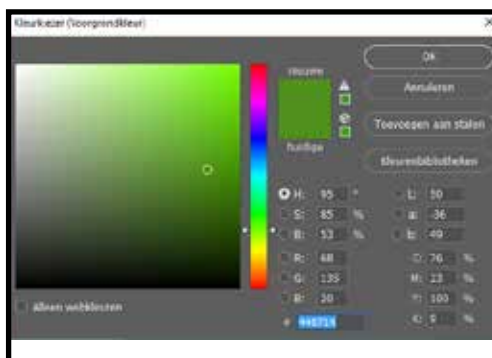 Kleurkiezer (Voorgrondkleur)
nieuwe
huidige
OK
Annuleren
Toevoegen aan stalen
Kleurenbibliotheken
H: 95 °
S: 85 %
B: 53 %
R: 68
G: 135
B: 20
# 448714
L: 50
a: -36
b: 49
C: 76 %
M: 23 %
Y: 100 %
K: 9 %
Alleen webkleuren